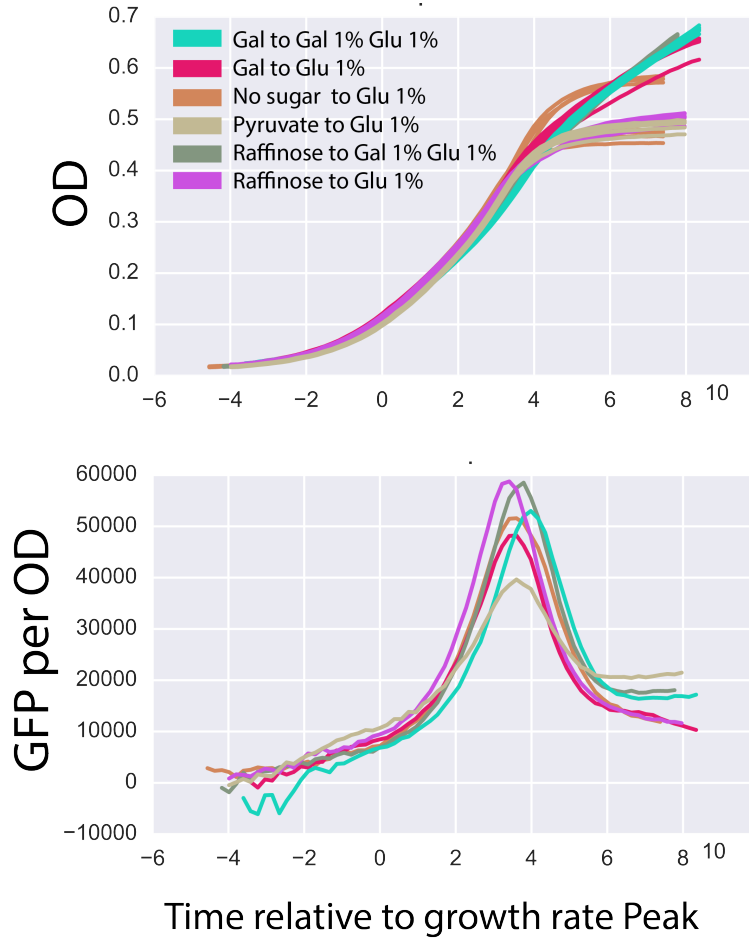 0.7
0.6
0.5
0.4
0.3
0.2
0.1
0.0
OD
Gal to Gal 1% Glu 1%
Gal to Glu 1%
No sugar to Glu 1%
Pyruvate to Glu 1%
Raffinose to Gal 1% Glu 1%
Raffinose to Glu 1%
−6 −4 −2 0 2 4 6 8 10
60000
50000
40000
30000
20000
10000
0
−10000
GFP per OD
−6 −4 −2 0 2 4 6 8 10
Time relative to growth rate Peak